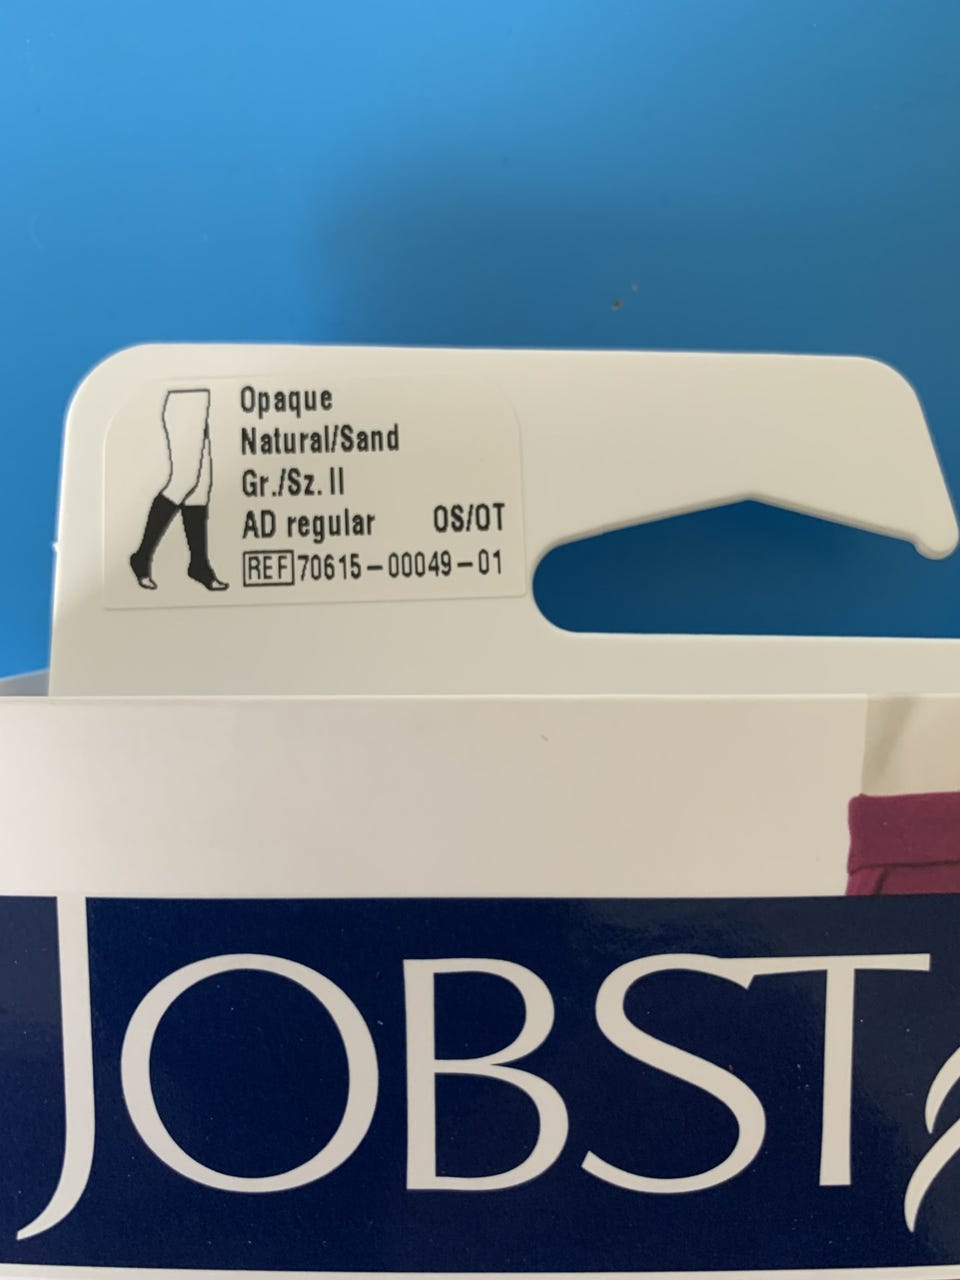 Opaque
Natural/Sand
Gr./Sz. II
AD regular OS/OT
REF 70615-00049-01
JOBST